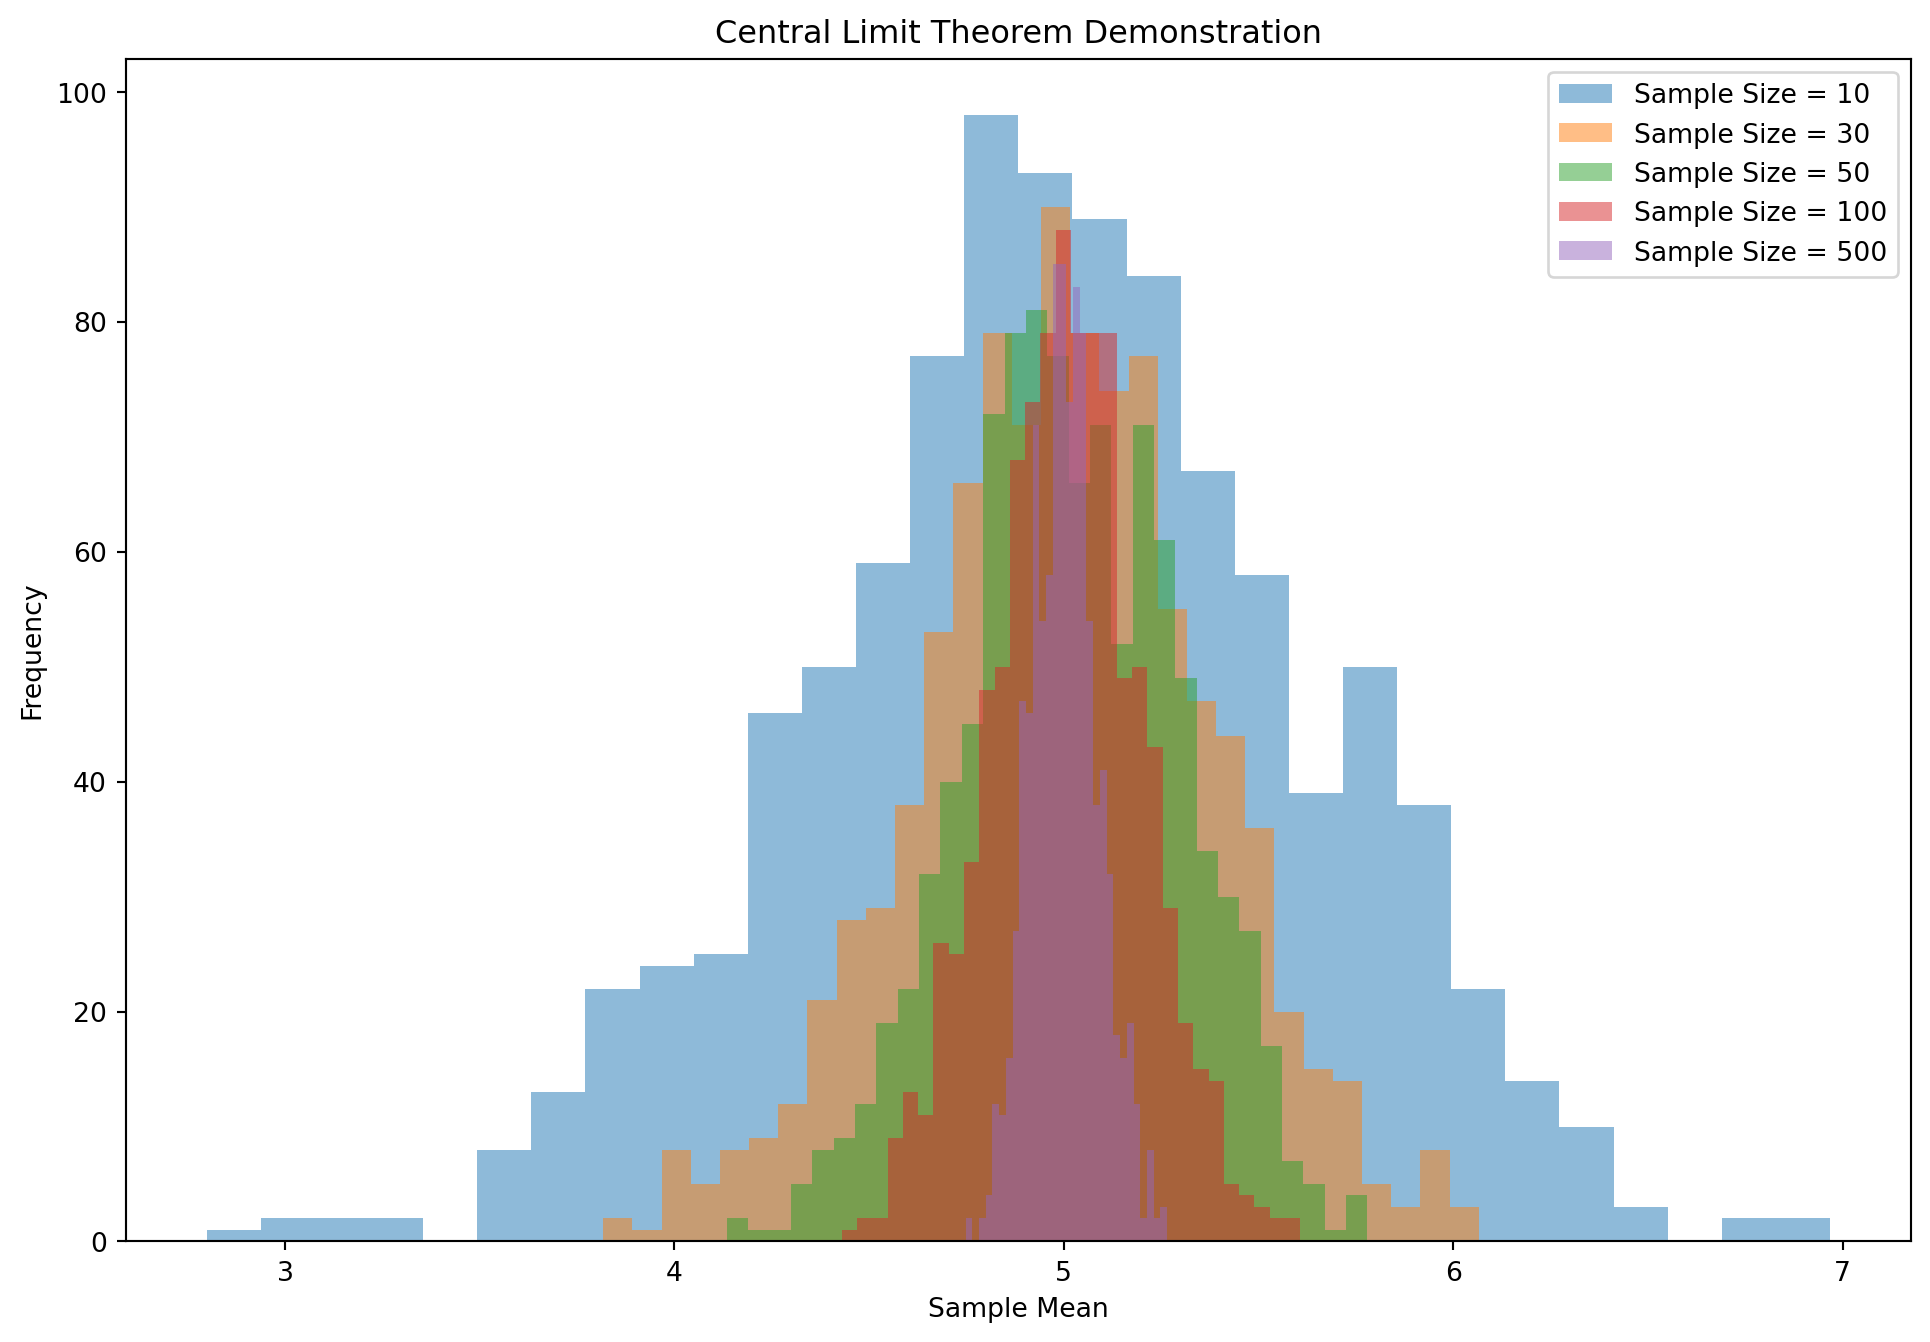 Central Limit Theorem Demonstration
100
80
60
40
20
0
Frequency
Sample Size = 10
Sample Size = 30
Sample Size = 50
Sample Size = 100
Sample Size = 500
3 4 5 6 7
Sample Mean